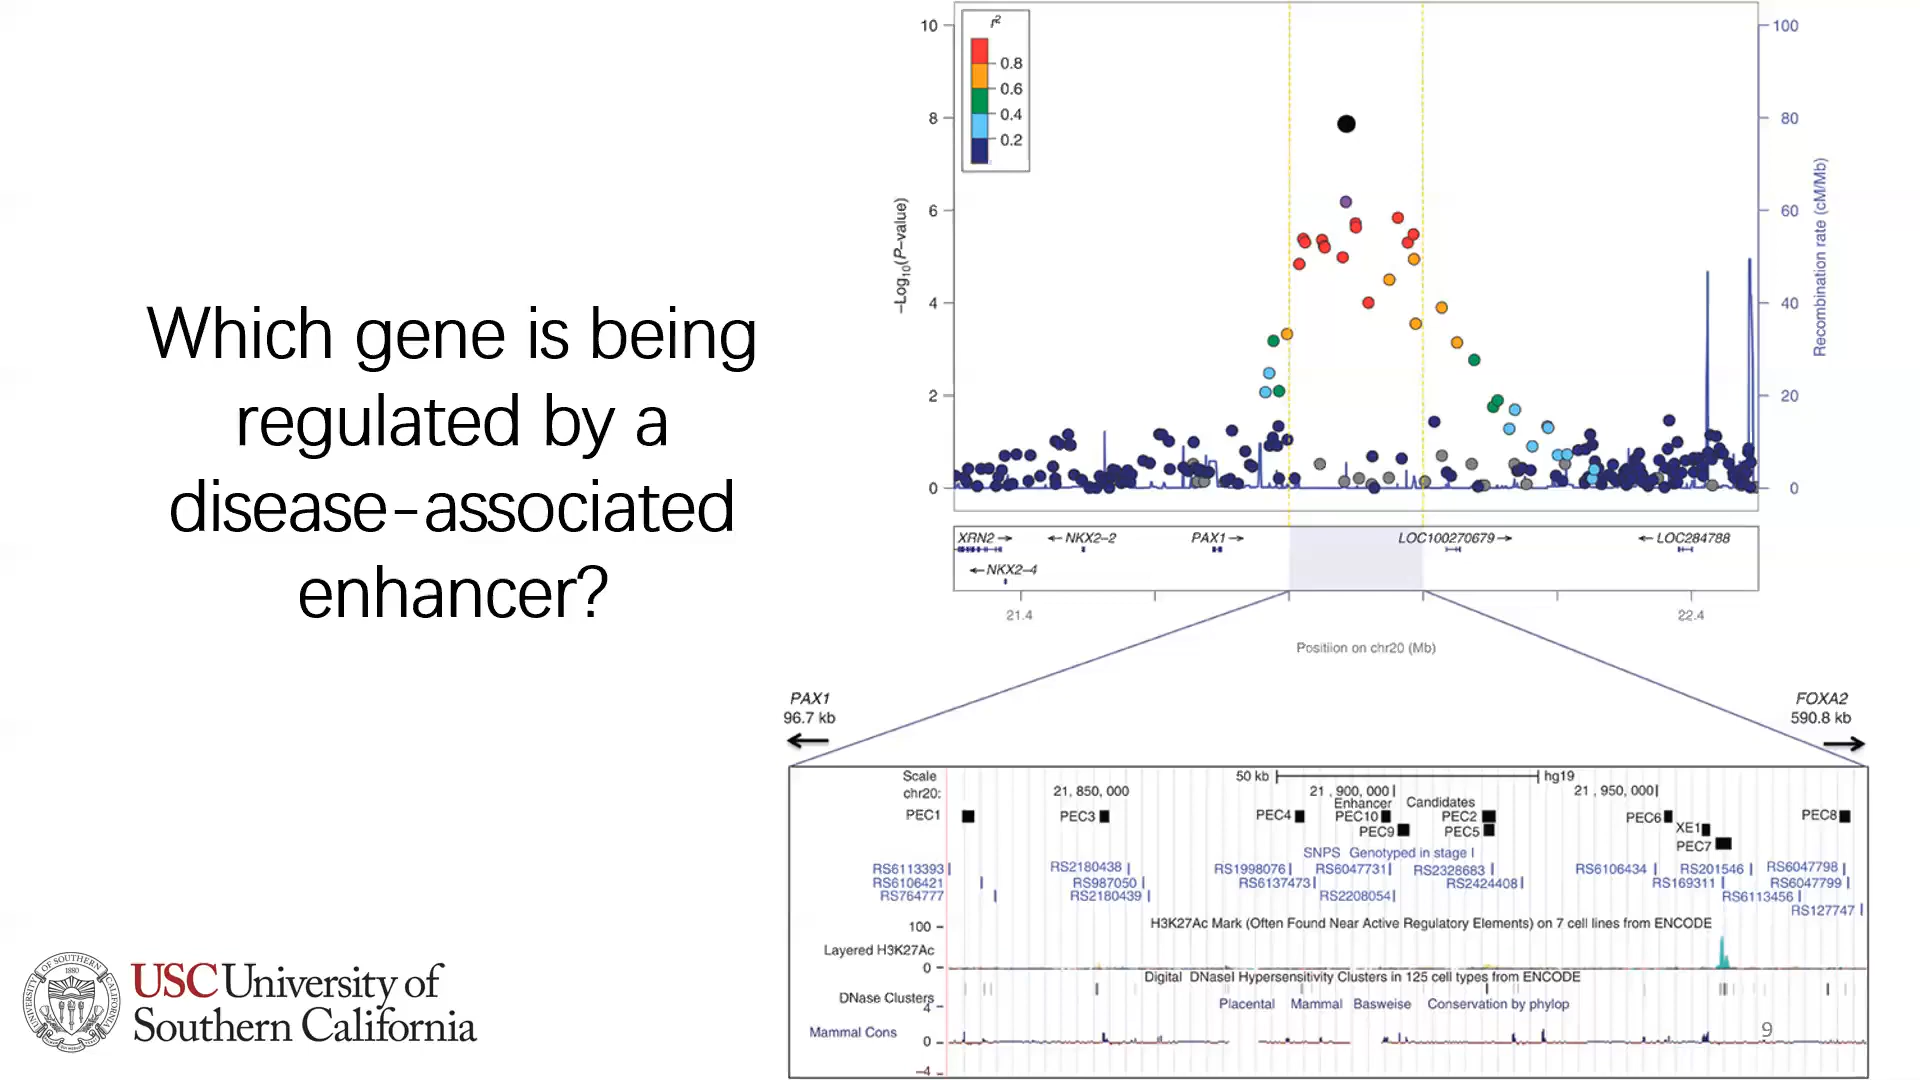 Which gene is being
regulated by a
disease-associated
enhancer?
USC University of
Southern California
r²
0.8
0.6
0.4
0.2
10
8
6
4
2
0
–Log10(P–value)
100
80
60
40
20
0
Recombination rate (cM/Mb)
XRN2 → ← NKX2–2 PAX1 → LOC100270679 → ← LOC284788
← NKX2–4
21.4 22.4
Positiion on chr20 (Mb)
PAX1 FOXA2
96.7 kb 590.8 kb
Scale 50 kb hg19
chr20: 21, 850, 000 21, 900, 000 21, 950, 000
Enhancer Candidates
PEC1 PEC3 PEC4 PEC10 PEC2 PEC6 PEC8
PEC9 PEC5 XE1
PEC7
SNPS Genotyped in stage I
RS6113393 RS2180438 RS1998076 RS6047731 RS2328683 RS6106434 RS201546 RS6047798
RS6106421 RS987050 RS6137473 RS2424408 RS169311 RS6047799
RS764777 RS2180439 RS2208054 RS6113456
RS127747
H3K27Ac Mark (Often Found Near Active Regulatory Elements) on 7 cell lines from ENCODE
100
Layered H3K27Ac
0
Digital DNaseI Hypersensitivity Clusters in 125 cell types from ENCODE
DNase Clusters
Placental Mammal Basweise Conservation by phylop
4
Mammal Cons
0
–4
9